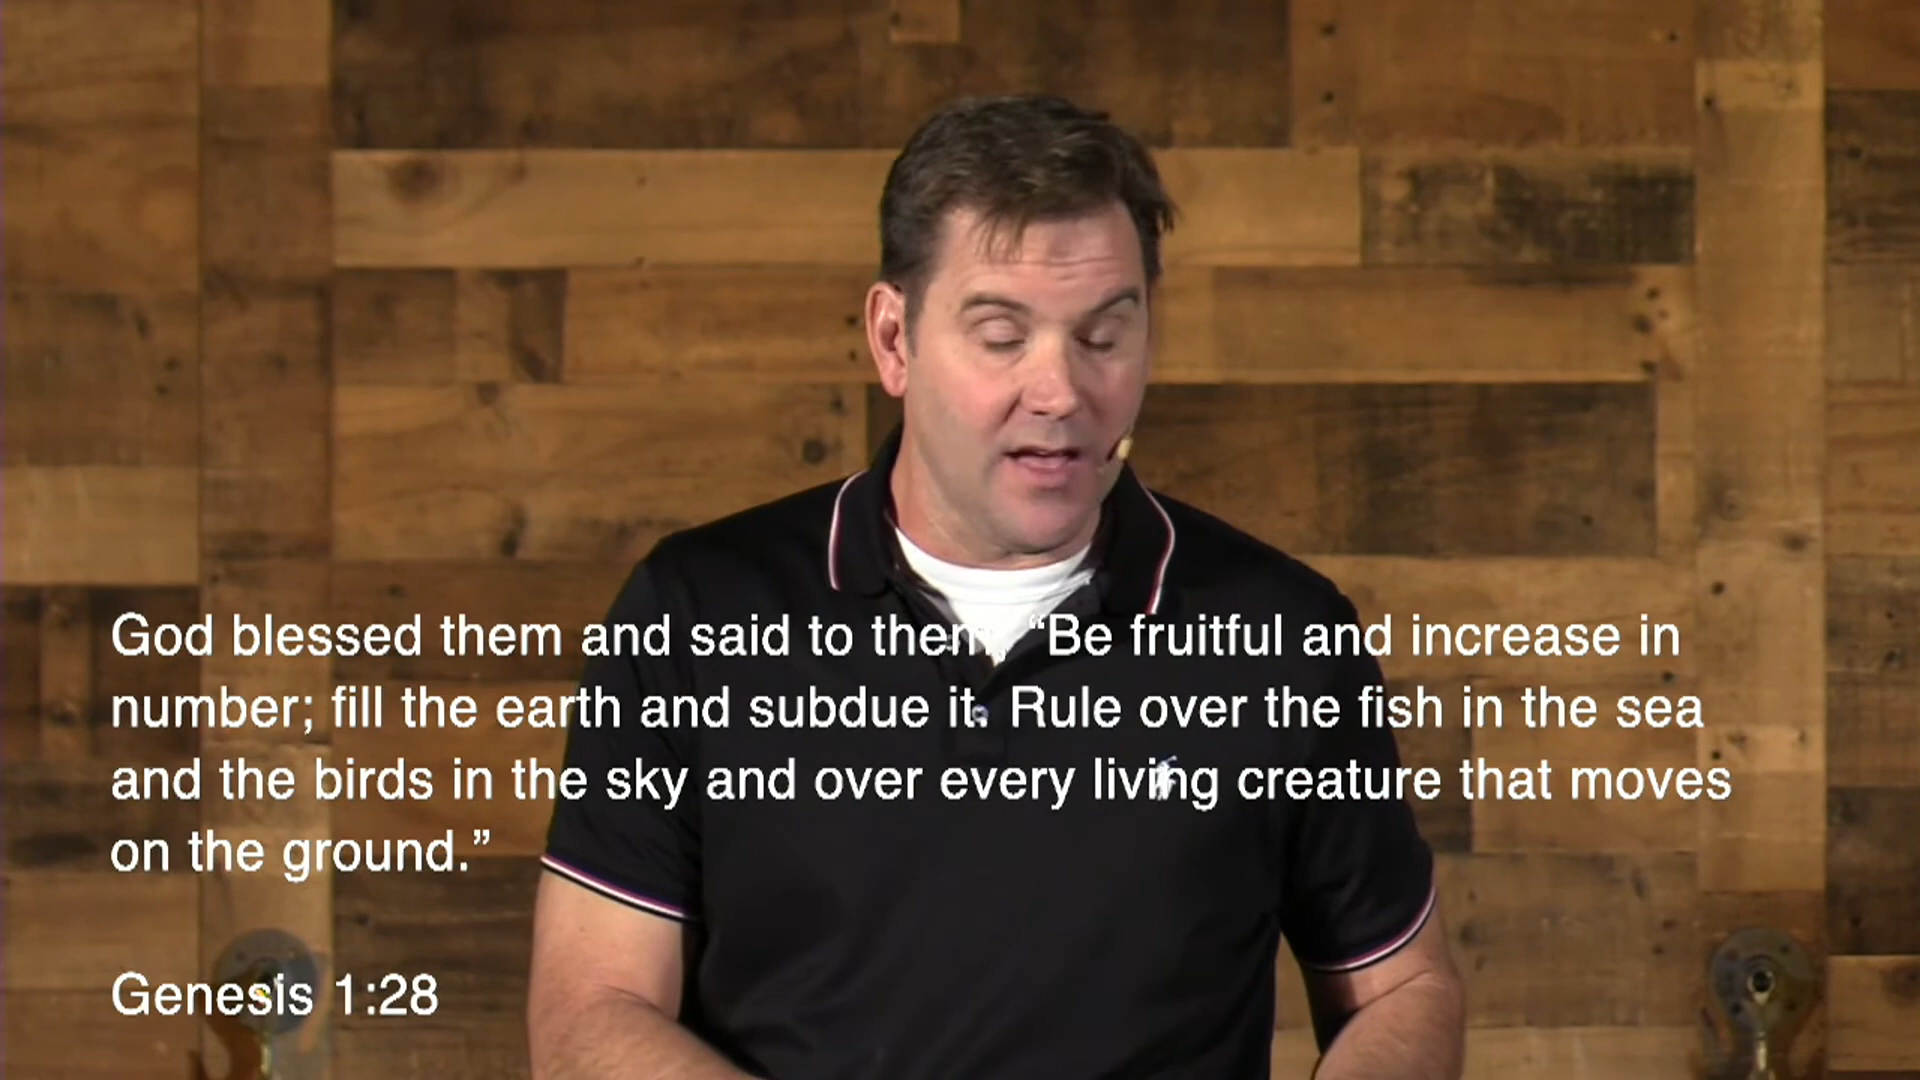 God blessed them and said to them, “Be fruitful and increase in
number; fill the earth and subdue it. Rule over the fish in the sea
and the birds in the sky and over every living creature that moves
on the ground.”
Genesis 1:28